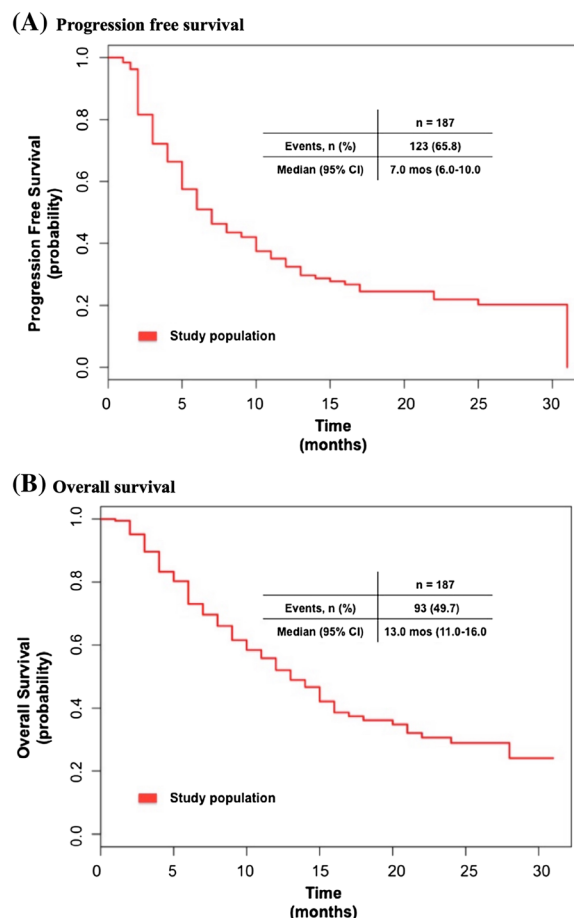 (A) Progression free survival
Progression Free Survival
(probability)
1.0
0.8
0.6
0.4
0.2
0.0
n = 187
Events, n (%) 123 (65.8)
Median (95% CI) 7.0 mos (6.0-10.0
Study population
0 5 10 15 20 25 30
Time
(months)
(B) Overall survival
Overall Survival
(probability)
1.0
0.8
0.6
0.4
0.2
0.0
n = 187
Events, n (%) 93 (49.7)
Median (95% CI) 13.0 mos (11.0-16.0
Study population
0 5 10 15 20 25 30
Time
(months)